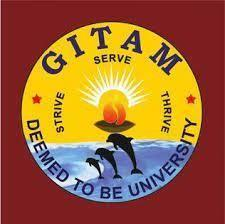 GITAM
SERVE
STRIVE
THRIVE
DEEMED TO BE UNIVERSITY